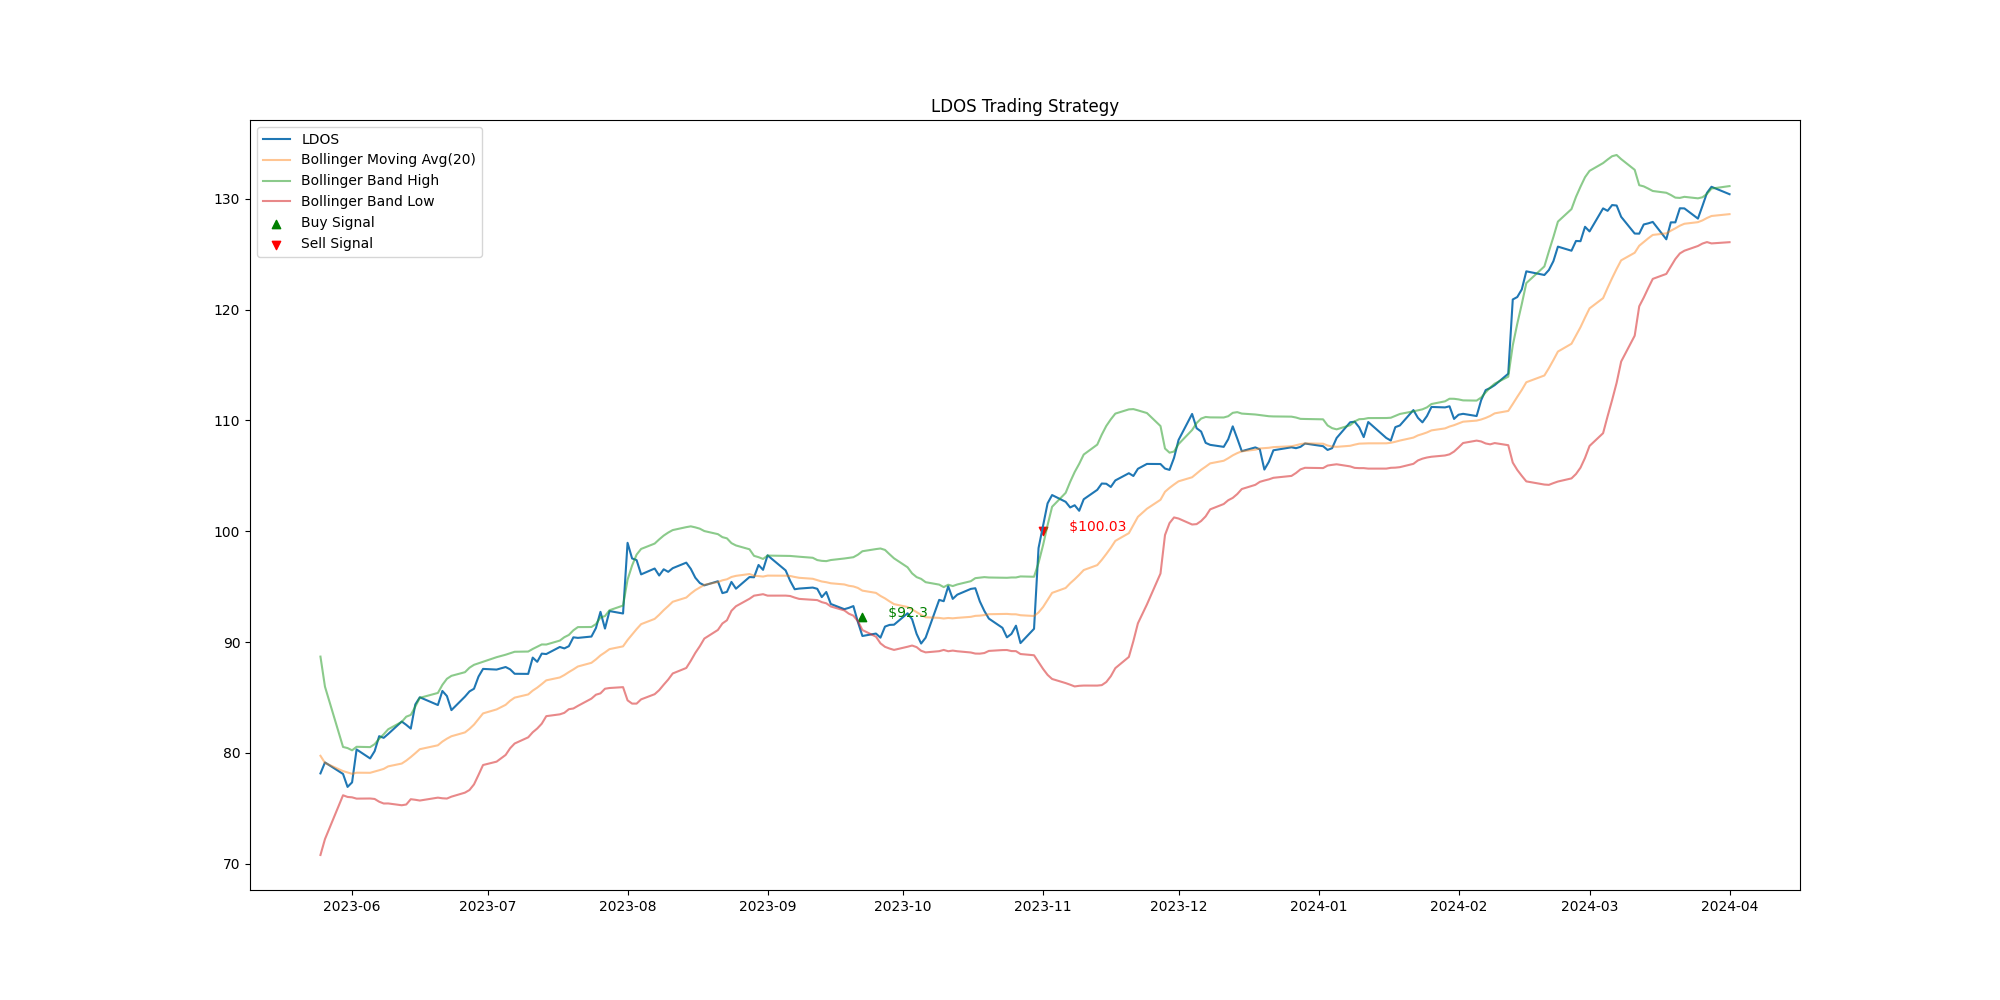 LDOS Trading Strategy
LDOS
Bollinger Moving Avg(20)
Bollinger Band High
Bollinger Band Low
Buy Signal
Sell Signal
130
120
110
100
90
80
70
$100.03
$92.3
2023-06 2023-07 2023-08 2023-09 2023-10 2023-11 2023-12 2024-01 2024-02 2024-03 2024-04